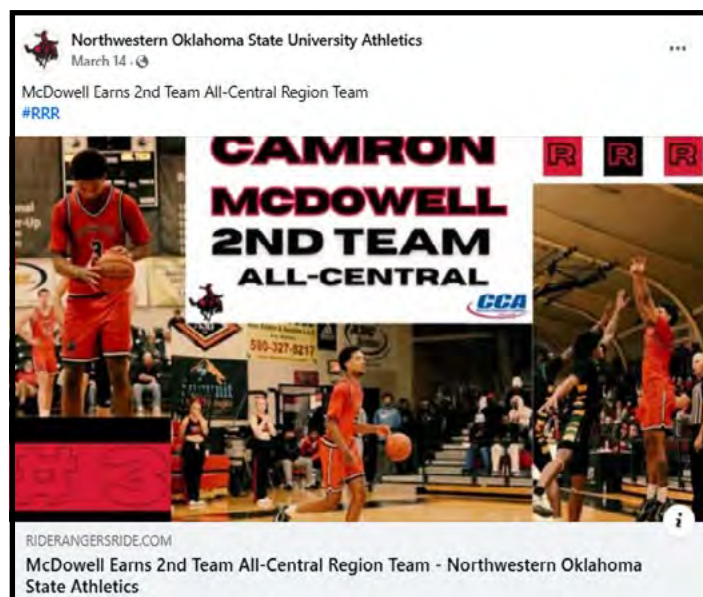 Northwestern Oklahoma State University Athletics
March 14 ·
McDowell Earns 2nd Team All-Central Region Team
#RRR
CAMRON
MCDOWELL
2ND TEAM
ALL-CENTRAL
R R R
CCA
3
580-327-8217
#3
i
RIDERANGERSRIDE.COM
McDowell Earns 2nd Team All-Central Region Team - Northwestern Oklahoma
State Athletics